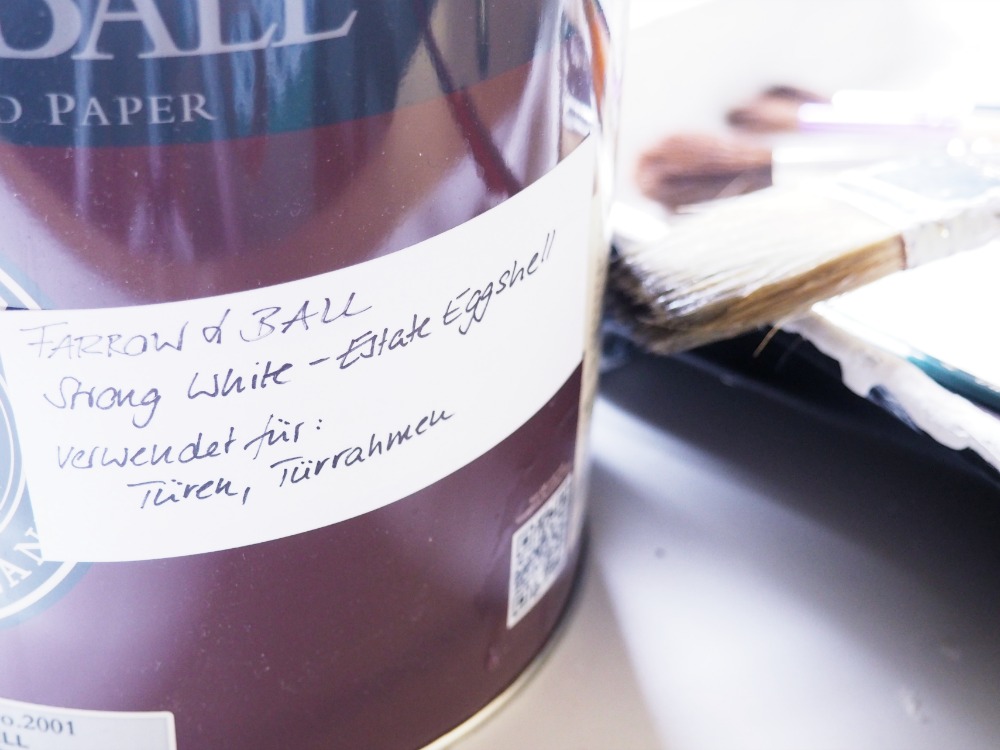 BALL
PAPER
FARROW & BALL
Strong White - Estate Eggshell
verwendet für:
Türen, Türrahmen
o.2001
LL